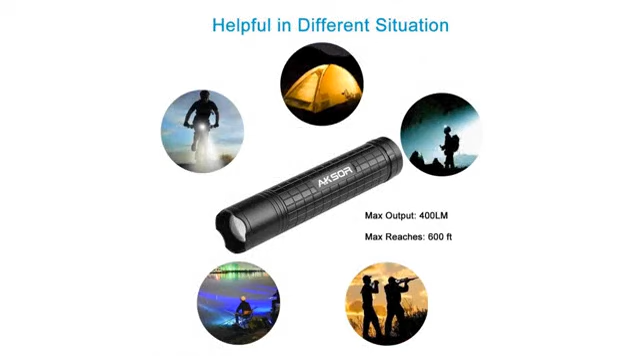 Helpful in Different Situation
AKSOR
Max Output: 400LM
Max Reaches: 600 ft